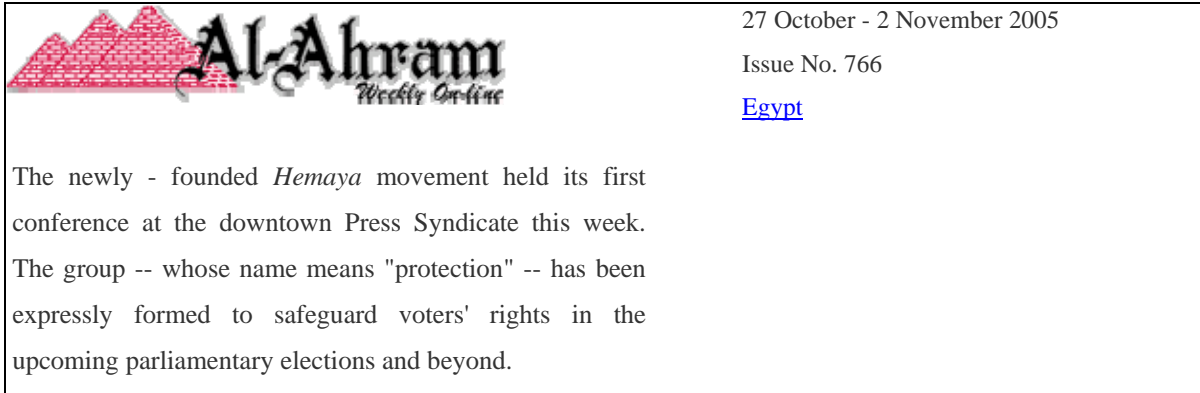 Al-Ahram
Weekly On-line
27 October - 2 November 2005
Issue No. 766
Egypt
The newly - founded Hemaya movement held its first
conference at the downtown Press Syndicate this week.
The group -- whose name means "protection" -- has been
expressly formed to safeguard voters' rights in the
upcoming parliamentary elections and beyond.